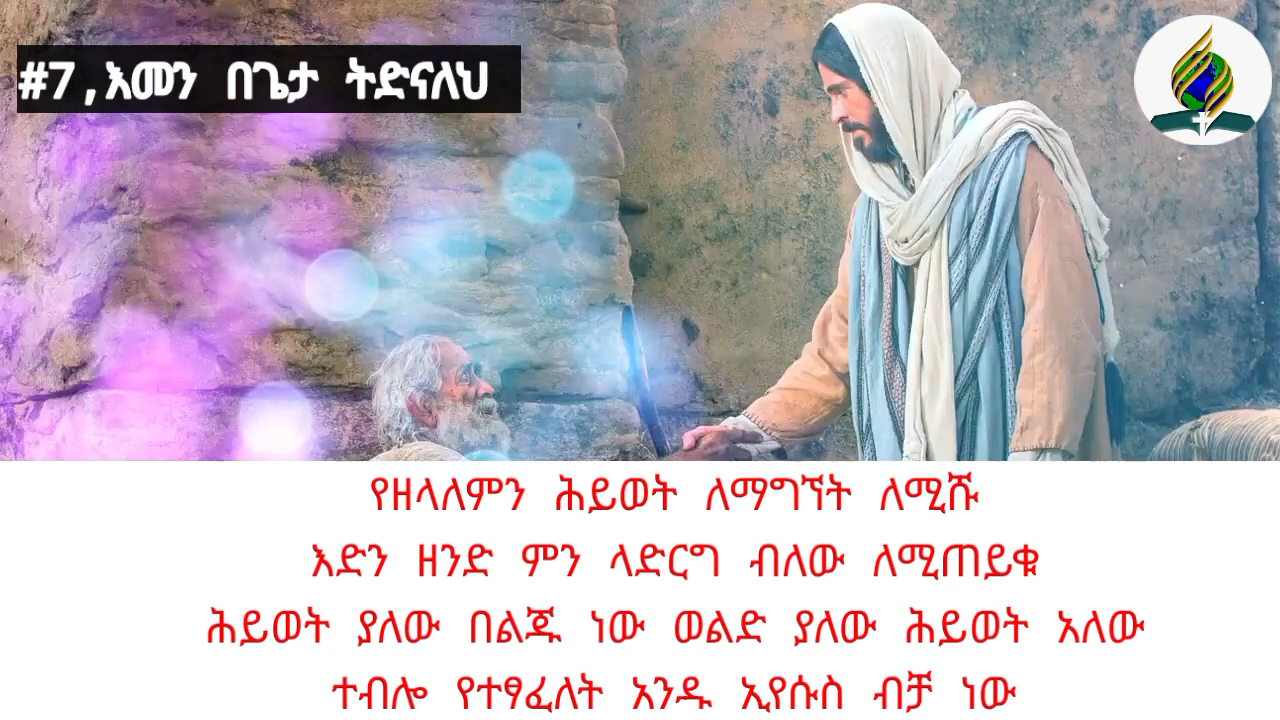 #7,እመን በጌታ ትድናለህ
የዘላለምን ሕይወት ለማግኘት ለሚሹ
እድን ዘንድ ምን ላድርግ ብለው ለሚጠይቁ
ሕይወት ያለው በልጁ ነው ወልድ ያለው ሕይወት አለው
ተብሎ የተፃፈለት አንዱ ኢየሱስ ብቻ ነው